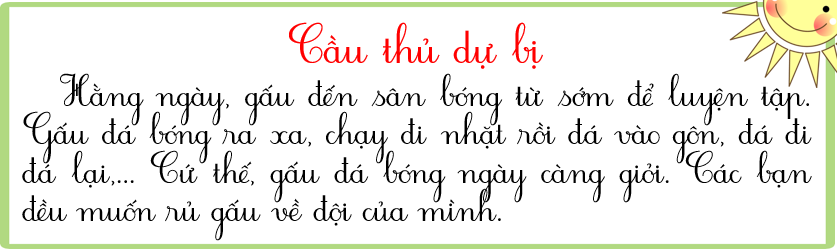 Cầu thủ dự bị
Hằng ngày, gấu đến sân bóng từ sớm để luyện tập.
Gấu đá bóng ra xa, chạy đi nhặt rồi đá vào gôn, đá đi
đá lại,... Cứ thế, gấu đá bóng ngày càng giỏi. Các bạn
đều muốn rủ gấu về đội của mình.